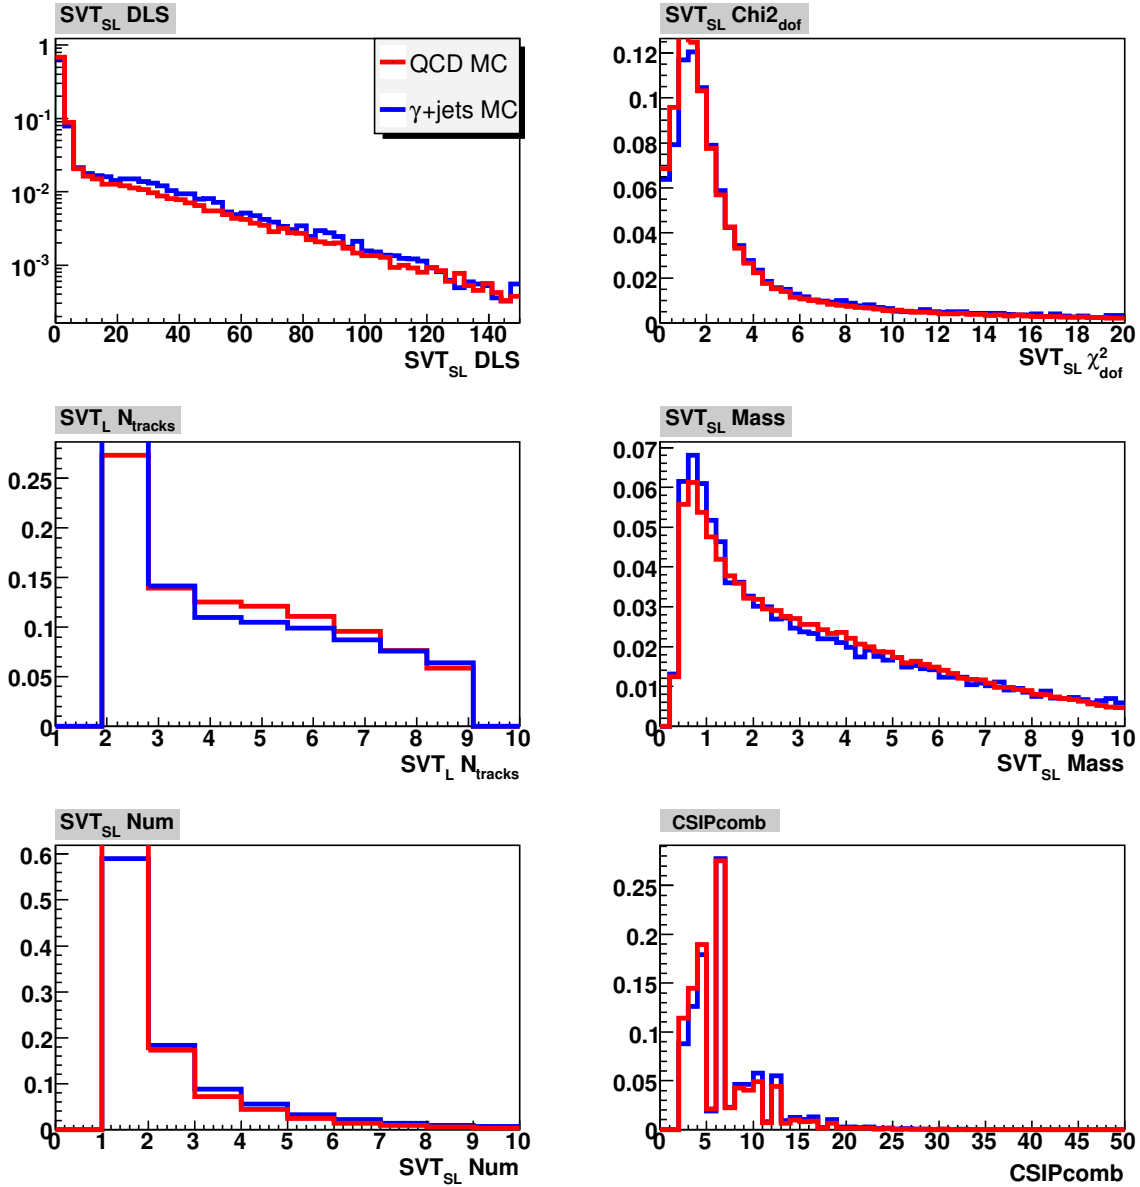 SVT_SL DLS
1
10^-1
10^-2
10^-3
QCD MC
γ+jets MC
0 20 40 60 80 100 120 140
SVT_SL DLS
SVT_SL Chi2_dof
0.12
0.1
0.08
0.06
0.04
0.02
0
0 2 4 6 8 10 12 14 16 18 20
SVT_SL χ²_dof
SVT_L N_tracks
0.25
0.2
0.15
0.1
0.05
0
1 2 3 4 5 6 7 8 9 10
SVT_L N_tracks
SVT_SL Mass
0.07
0.06
0.05
0.04
0.03
0.02
0.01
0
0 1 2 3 4 5 6 7 8 9 10
SVT_SL Mass
SVT_SL Num
0.6
0.5
0.4
0.3
0.2
0.1
0
0 1 2 3 4 5 6 7 8 9 10
SVT_SL Num
CSIPcomb
0.25
0.2
0.15
0.1
0.05
0
0 5 10 15 20 25 30 35 40 45 50
CSIPcomb